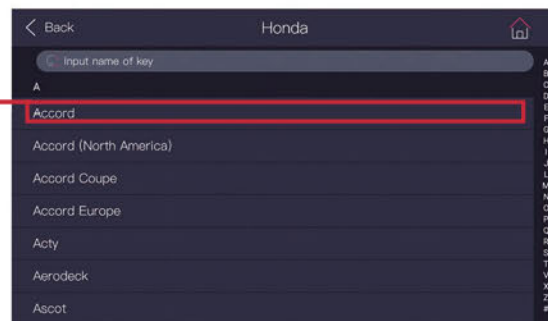 Back
Honda
Input name of key
A
Accord
Accord (North America)
Accord Coupe
Accord Europe
Acty
Aerodeck
Ascot
A
B
C
D
E
F
G
H
I
J
L
M
N
O
P
Q
R
S
T
V
X
Z
#